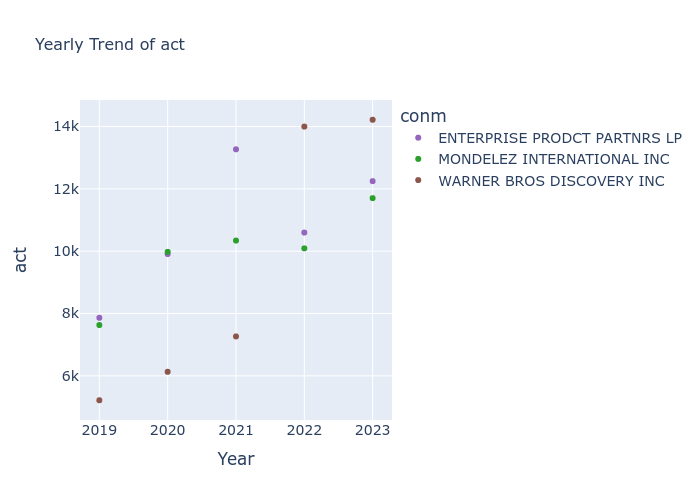 Yearly Trend of act
14k
12k
10k
8k
6k
act
2019 2020 2021 2022 2023
Year
conm
ENTERPRISE PRODCT PARTNRS LP
MONDELEZ INTERNATIONAL INC
WARNER BROS DISCOVERY INC